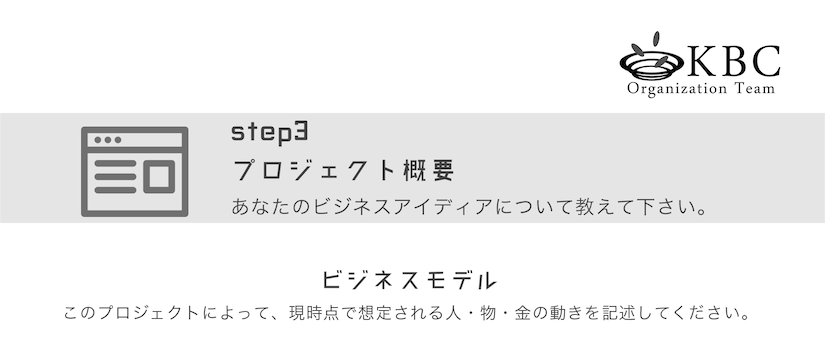 KBC
Organization Team
step3
プロジェクト概要
あなたのビジネスアイディアについて教えて下さい。
ビジネスモデル
このプロジェクトによって、現時点で想定される人・物・金の動きを記述してください。